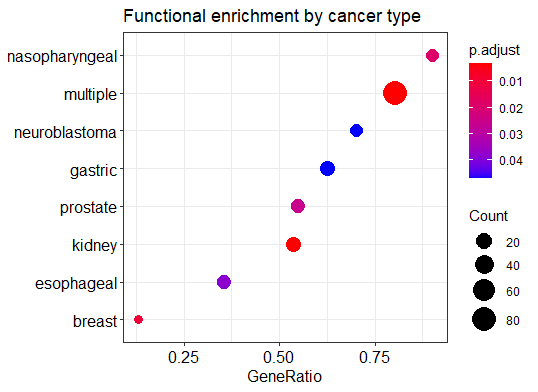 Functional enrichment by cancer type
nasopharyngeal
multiple
neuroblastoma
gastric
prostate
kidney
esophageal
breast
0.25 0.50 0.75
GeneRatio
p.adjust
0.01
0.02
0.03
0.04
Count
20
40
60
80